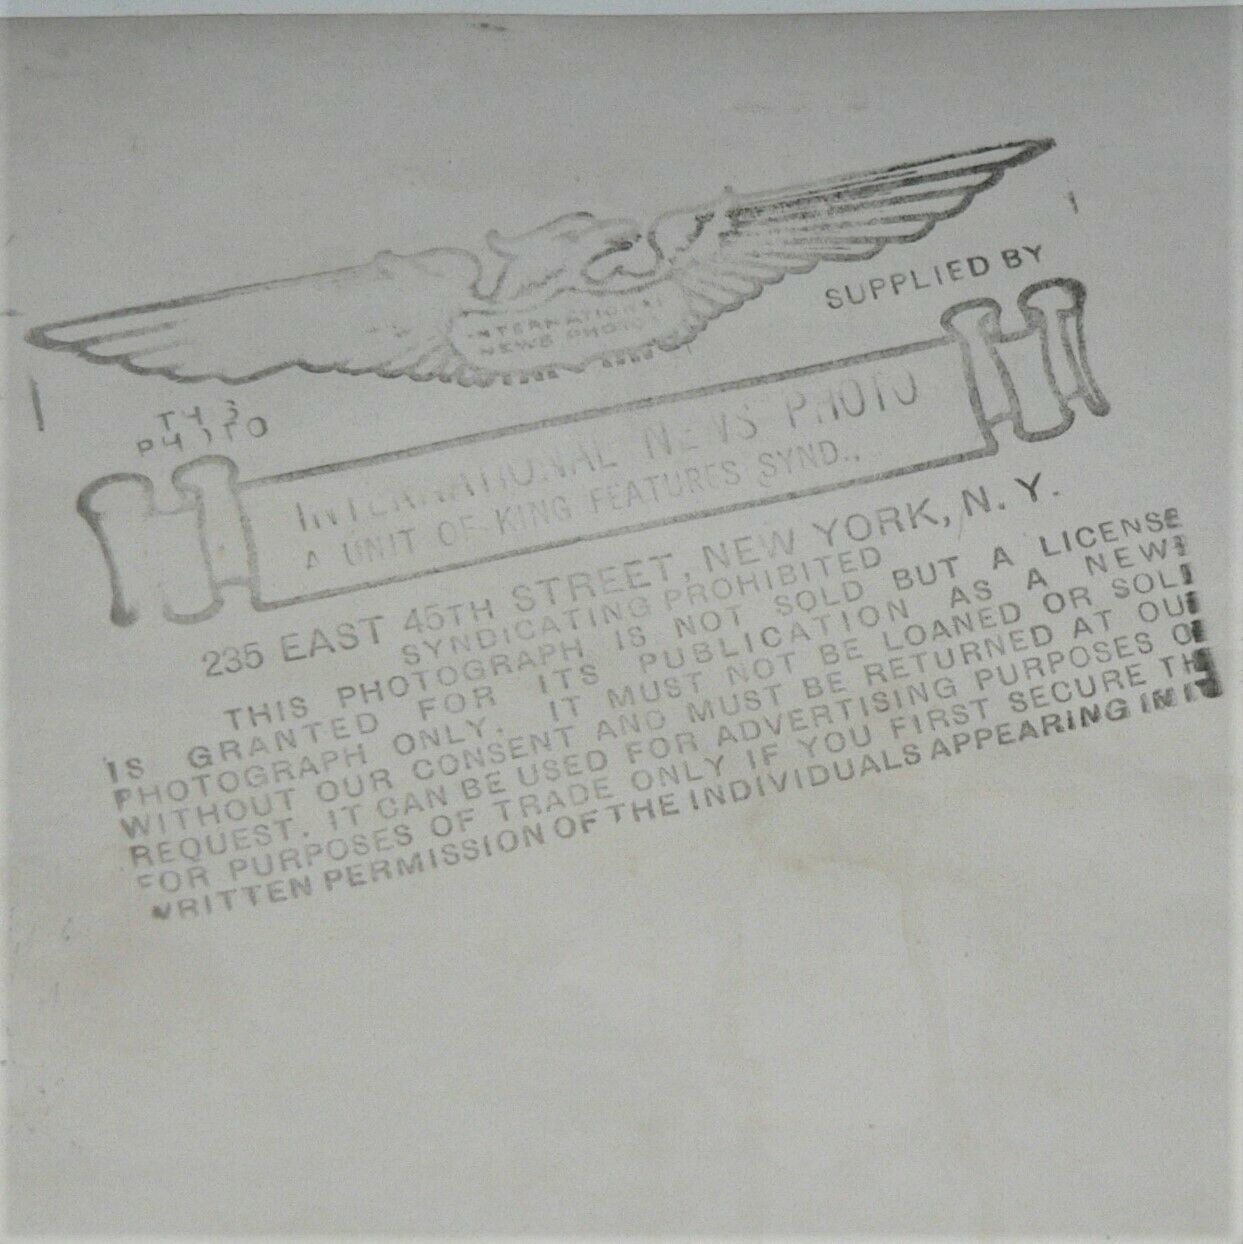 INTERNATIONAL
NEWS PHOTOS
SUPPLIED BY
THIS
PHOTO
INTERNATIONAL NEWS PHOTO
A UNIT OF KING FEATURES SYND.,
235 EAST 45TH STREET, NEW YORK, N. Y.
SYNDICATING PROHIBITED
THIS PHOTOGRAPH IS NOT SOLD BUT A LICENSE
IS GRANTED FOR ITS PUBLICATION AS A NEWS
PHOTOGRAPH ONLY. IT MUST NOT BE LOANED OR SOLD
WITHOUT OUR CONSENT AND MUST BE RETURNED AT OUR
REQUEST. IT CAN BE USED FOR ADVERTISING PURPOSES OR
FOR PURPOSES OF TRADE ONLY IF YOU FIRST SECURE THE
WRITTEN PERMISSION OF THE INDIVIDUALS APPEARING IN